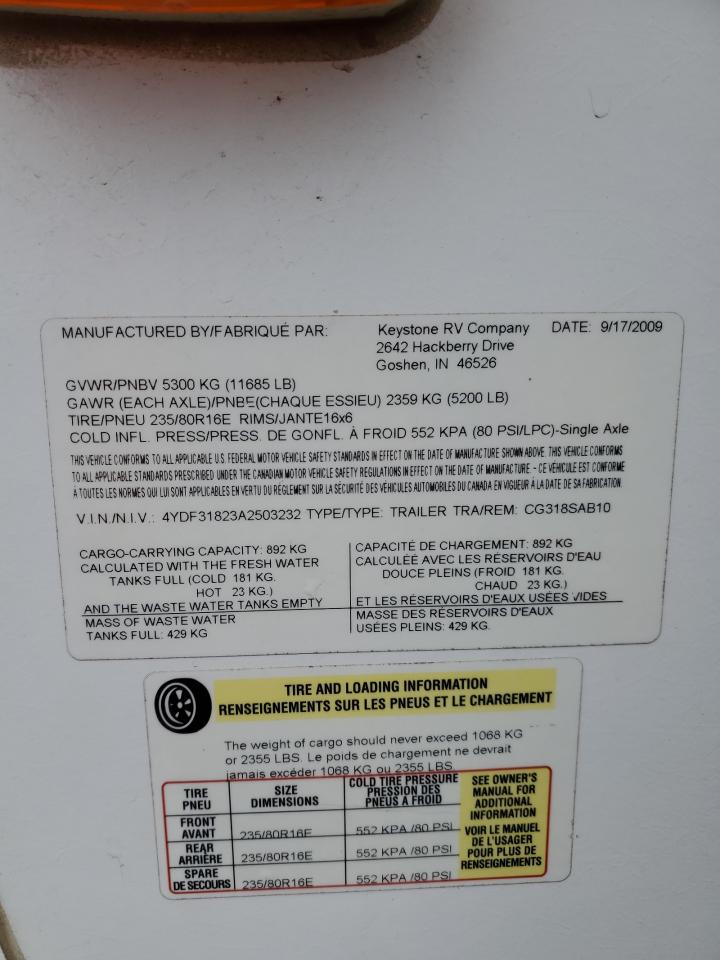 MANUFACTURED BY/FABRIQUÉ PAR: Keystone RV Company DATE: 9/17/2009
2642 Hackberry Drive
Goshen, IN 46526
GVWR/PNBV 5300 KG (11685 LB)
GAWR (EACH AXLE)/PNBE(CHAQUE ESSIEU) 2359 KG (5200 LB)
TIRE/PNEU 235/80R16E RIMS/JANTE16x6
COLD INFL. PRESS/PRESS. DE GONFL. À FROID 552 KPA (80 PSI/LPC)-Single Axle
THIS VEHICLE CONFORMS TO ALL APPLICABLE U.S. FEDERAL MOTOR VEHICLE SAFETY STANDARDS IN EFFECT ON THE DATE OF MANUFACTURE SHOWN ABOVE. THIS VEHICLE CONFORMS
TO ALL APPLICABLE STANDARDS PRESCRIBED UNDER THE CANADIAN MOTOR VEHICLE SAFETY REGULATIONS IN EFFECT ON THE DATE OF MANUFACTURE - CE VÉHICULE EST CONFORME
À TOUTES LES NORMES QUI LUI SONT APPLICABLES EN VERTU DU RÈGLEMENT SUR LA SÉCURITÉ DES VÉHICULES AUTOMOBILES DU CANADA EN VIGUEUR À LA DATE DE SA FABRICATION.
V.I.N./N.I.V.: 4YDF31823A2503232 TYPE/TYPE: TRAILER TRA/REM: CG318SAB10
CARGO-CARRYING CAPACITY: 892 KG
CALCULATED WITH THE FRESH WATER
TANKS FULL (COLD 181 KG.
HOT 23 KG.)
AND THE WASTE WATER TANKS EMPTY
MASS OF WASTE WATER
TANKS FULL: 429 KG
CAPACITÉ DE CHARGEMENT: 892 KG
CALCULÉE AVEC LES RÉSERVOIRS D'EAU
DOUCE PLEINS (FROID 181 KG.
CHAUD 23 KG.)
ET LES RÉSERVOIRS D'EAUX USÉES VIDES
MASSE DES RÉSERVOIRS D'EAUX
USÉES PLEINS: 429 KG.
TIRE AND LOADING INFORMATION
RENSEIGNEMENTS SUR LES PNEUS ET LE CHARGEMENT
The weight of cargo should never exceed 1068 KG
or 2355 LBS. Le poids de chargement ne devrait
jamais excéder 1068 KG ou 2355 LBS.
TIRE
PNEU
SIZE
DIMENSIONS
COLD TIRE PRESSURE
PRESSION DES
PNEUS A FROID
FRONT
AVANT 235/80R16E 552 KPA /80 PSI
REAR
ARRIÈRE 235/80R16E 552 KPA /80 PSI
SPARE
DE SECOURS 235/80R16E 552 KPA /80 PSI
SEE OWNER'S
MANUAL FOR
ADDITIONAL
INFORMATION
VOIR LE MANUEL
DE L'USAGER
POUR PLUS DE
RENSEIGNEMENTS